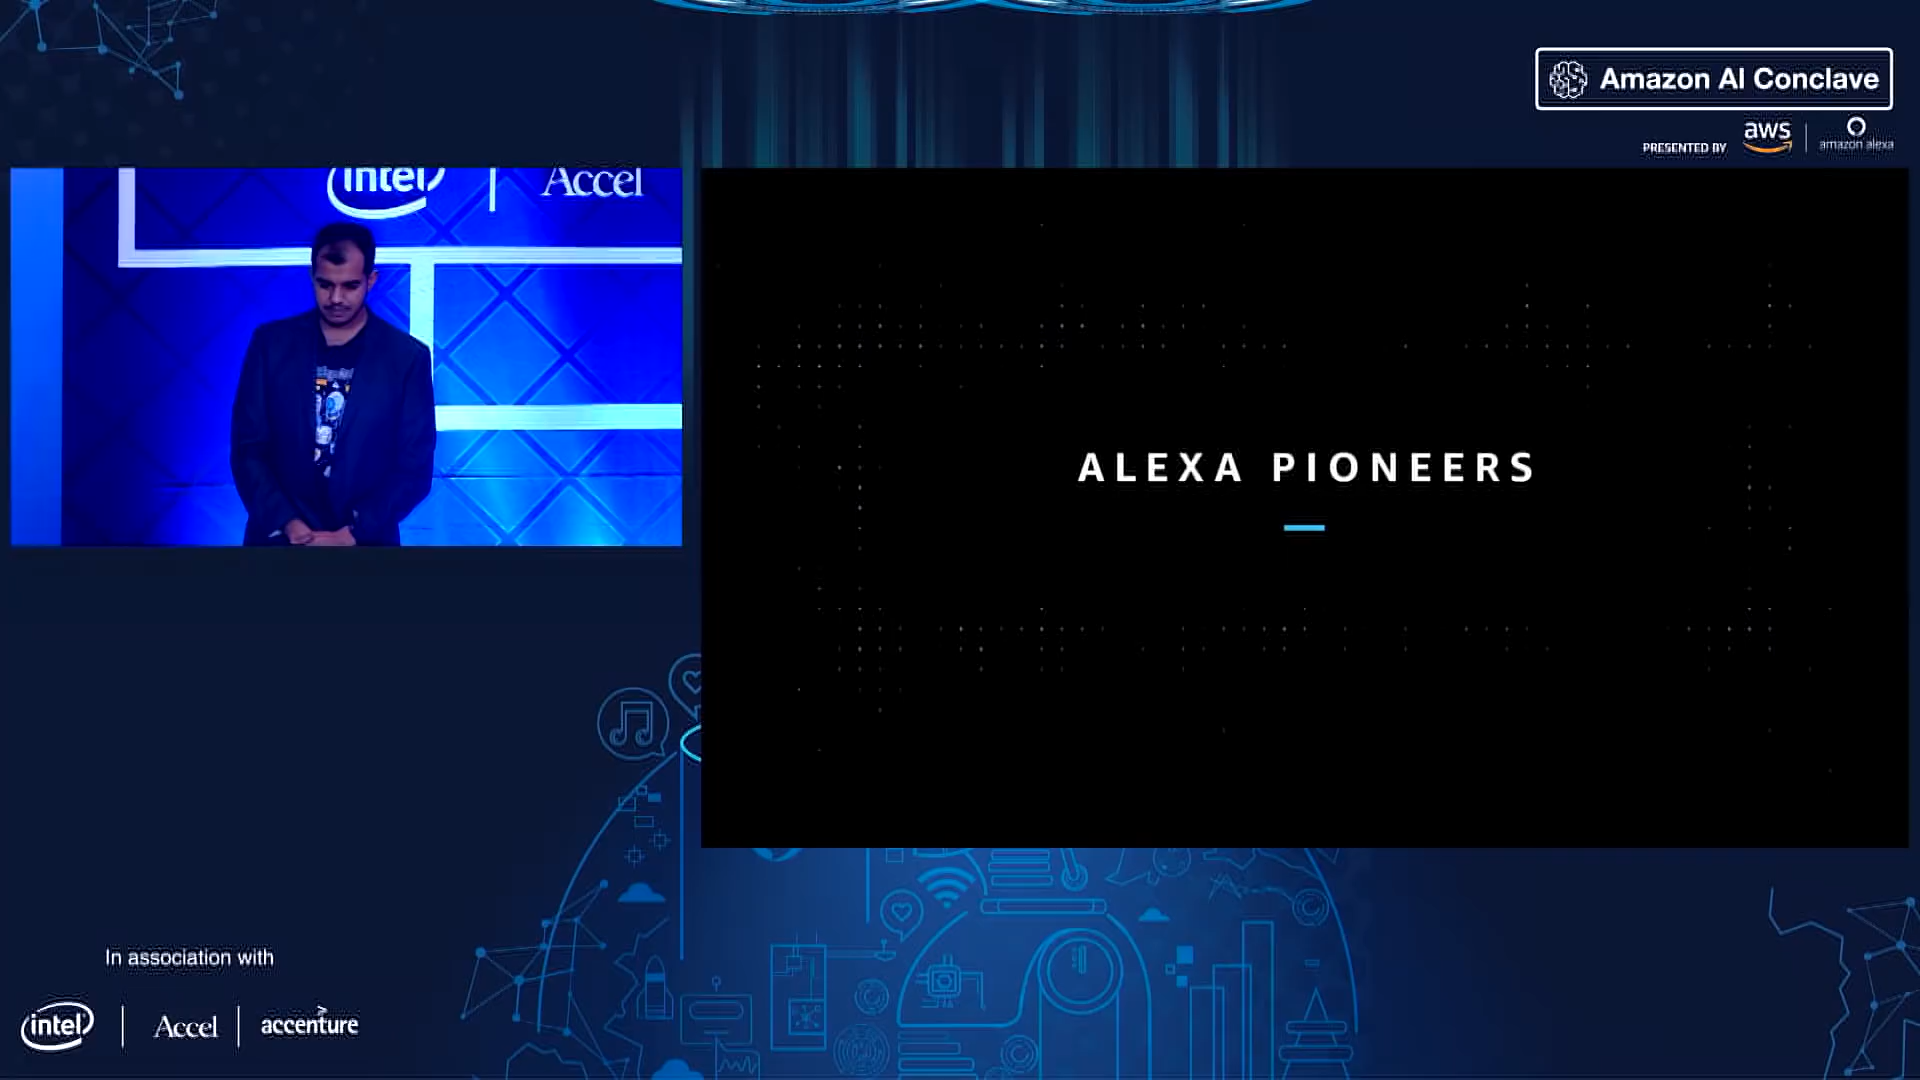 Amazon AI Conclave
PRESENTED BY
aws
amazon alexa
intel
Accel
ALEXA PIONEERS
In association with
intel
Accel
accenture